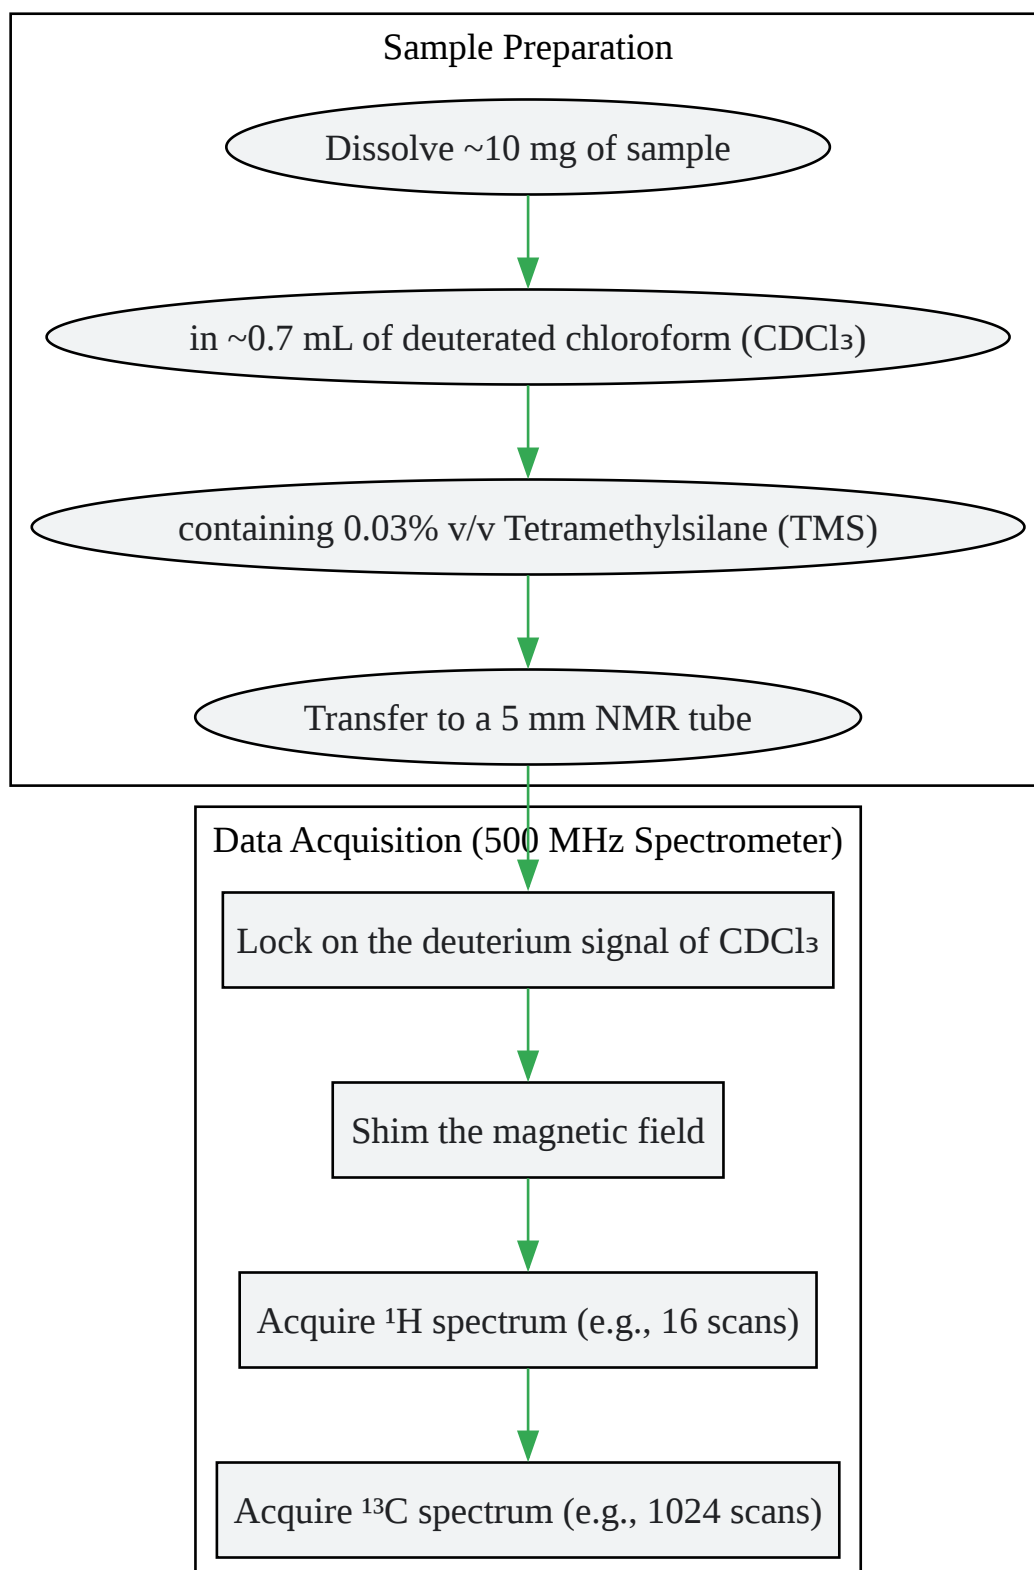 Sample Preparation
Dissolve ~10 mg of sample
in ~0.7 mL of deuterated chloroform (CDCl₃)
containing 0.03% v/v Tetramethylsilane (TMS)
Transfer to a 5 mm NMR tube
Data Acquisition (500 MHz Spectrometer)
Lock on the deuterium signal of CDCl₃
Shim the magnetic field
Acquire ¹H spectrum (e.g., 16 scans)
Acquire ¹³C spectrum (e.g., 1024 scans)